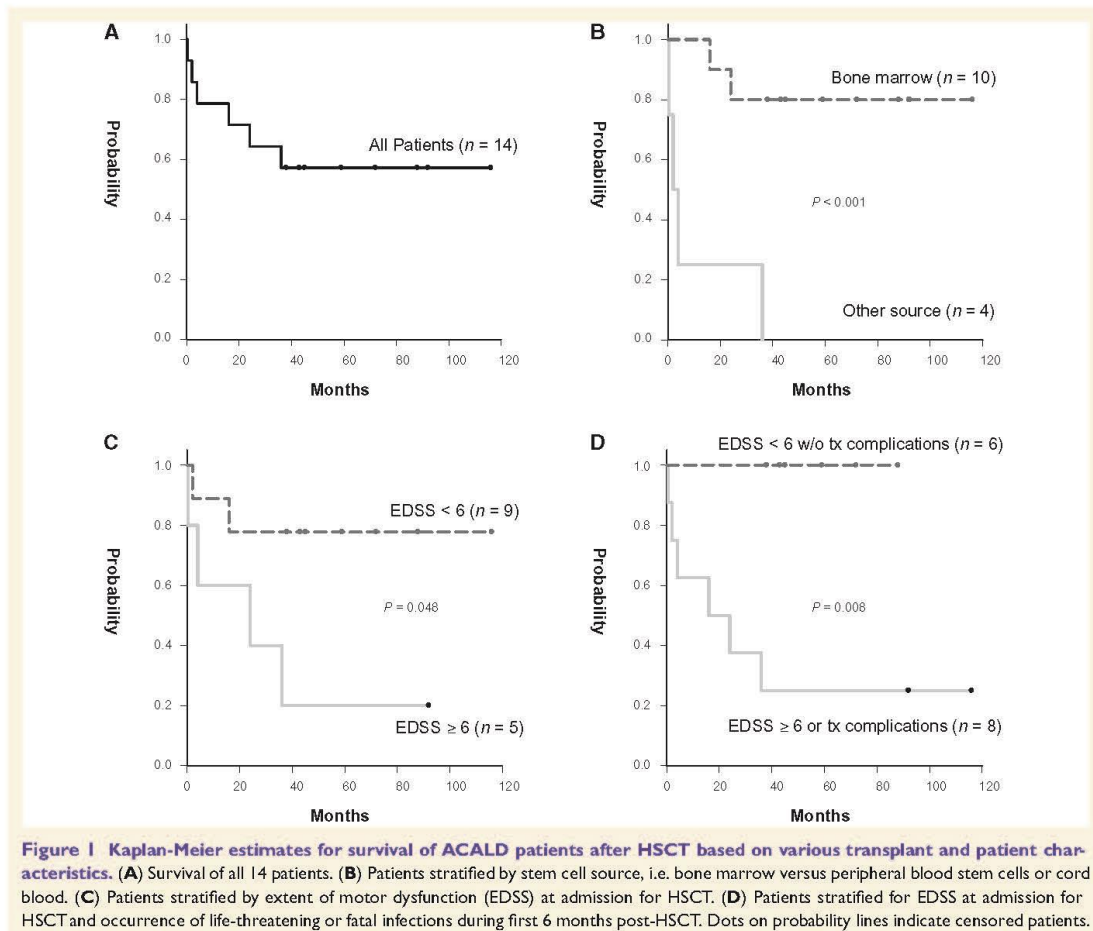 A
1.0
0.8
0.6
0.4
0.2
0.0
Probability
All Patients (n = 14)
0 20 40 60 80 100 120
Months
B
1.0
0.8
0.6
0.4
0.2
0.0
Probability
Bone marrow (n = 10)
P < 0.001
Other source (n = 4)
0 20 40 60 80 100 120
Months
C
1.0
0.8
0.6
0.4
0.2
0.0
Probability
EDSS < 6 (n = 9)
P = 0.048
EDSS ≥ 6 (n = 5)
0 20 40 60 80 100 120
Months
D
EDSS < 6 w/o tx complications (n = 6)
1.0
0.8
0.6
0.4
0.2
0.0
Probability
P = 0.008
EDSS ≥ 6 or tx complications (n = 8)
0 20 40 60 80 100 120
Months
Figure 1 Kaplan-Meier estimates for survival of ACALD patients after HSCT based on various transplant and patient char-
acteristics. (A) Survival of all 14 patients. (B) Patients stratified by stem cell source, i.e. bone marrow versus peripheral blood stem cells or cord
blood. (C) Patients stratified by extent of motor dysfunction (EDSS) at admission for HSCT. (D) Patients stratified for EDSS at admission for
HSCT and occurrence of life-threatening or fatal infections during first 6 months post-HSCT. Dots on probability lines indicate censored patients.